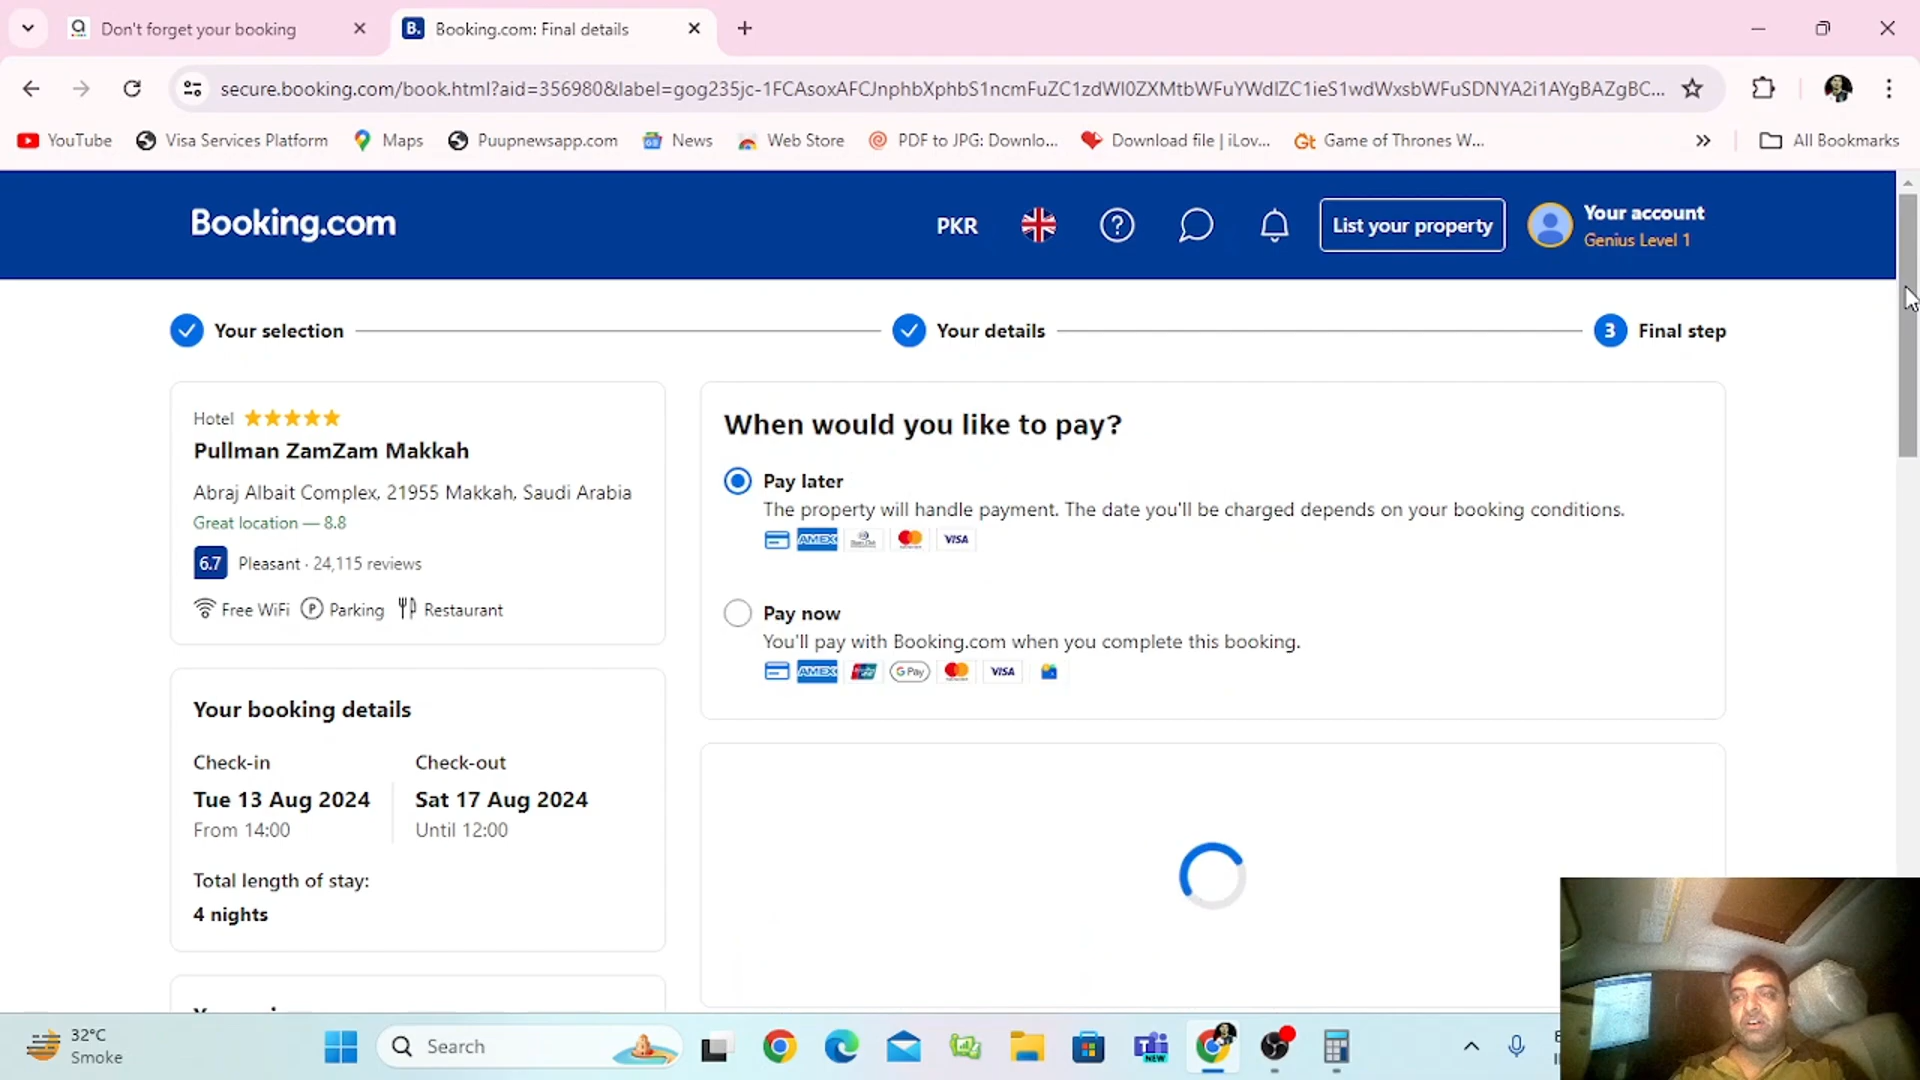 Don't forget your booking
Booking.com: Final details
secure.booking.com/book.html?aid=356980&label=gog235jc-1FCAsoxAFCJnphbXphbS1ncmFuZC1zdWl0ZXMtbWFuYWdlZC1ieS1wdWxsbWFuSDNYA2i1AYgBAZgBC...
YouTube
Visa Services Platform
Maps
Puupnewsapp.com
News
Web Store
PDF to JPG: Downlo...
Download file | iLov...
Game of Thrones W...
All Bookmarks
Booking.com
PKR
List your property
Your account
Genius Level 1
Your selection
Your details
3 Final step
Hotel
Pullman ZamZam Makkah
Abraj Albait Complex, 21955 Makkah, Saudi Arabia
Great location — 8.8
6.7 Pleasant · 24,115 reviews
Free WiFi
P Parking
Restaurant
Your booking details
Check-in
Tue 13 Aug 2024
From 14:00
Check-out
Sat 17 Aug 2024
Until 12:00
Total length of stay:
4 nights
When would you like to pay?
Pay later
The property will handle payment. The date you'll be charged depends on your booking conditions.
AMEX
VISA
Pay now
You'll pay with Booking.com when you complete this booking.
AMEX
G Pay
VISA
32°C
Smoke
Search
NEW